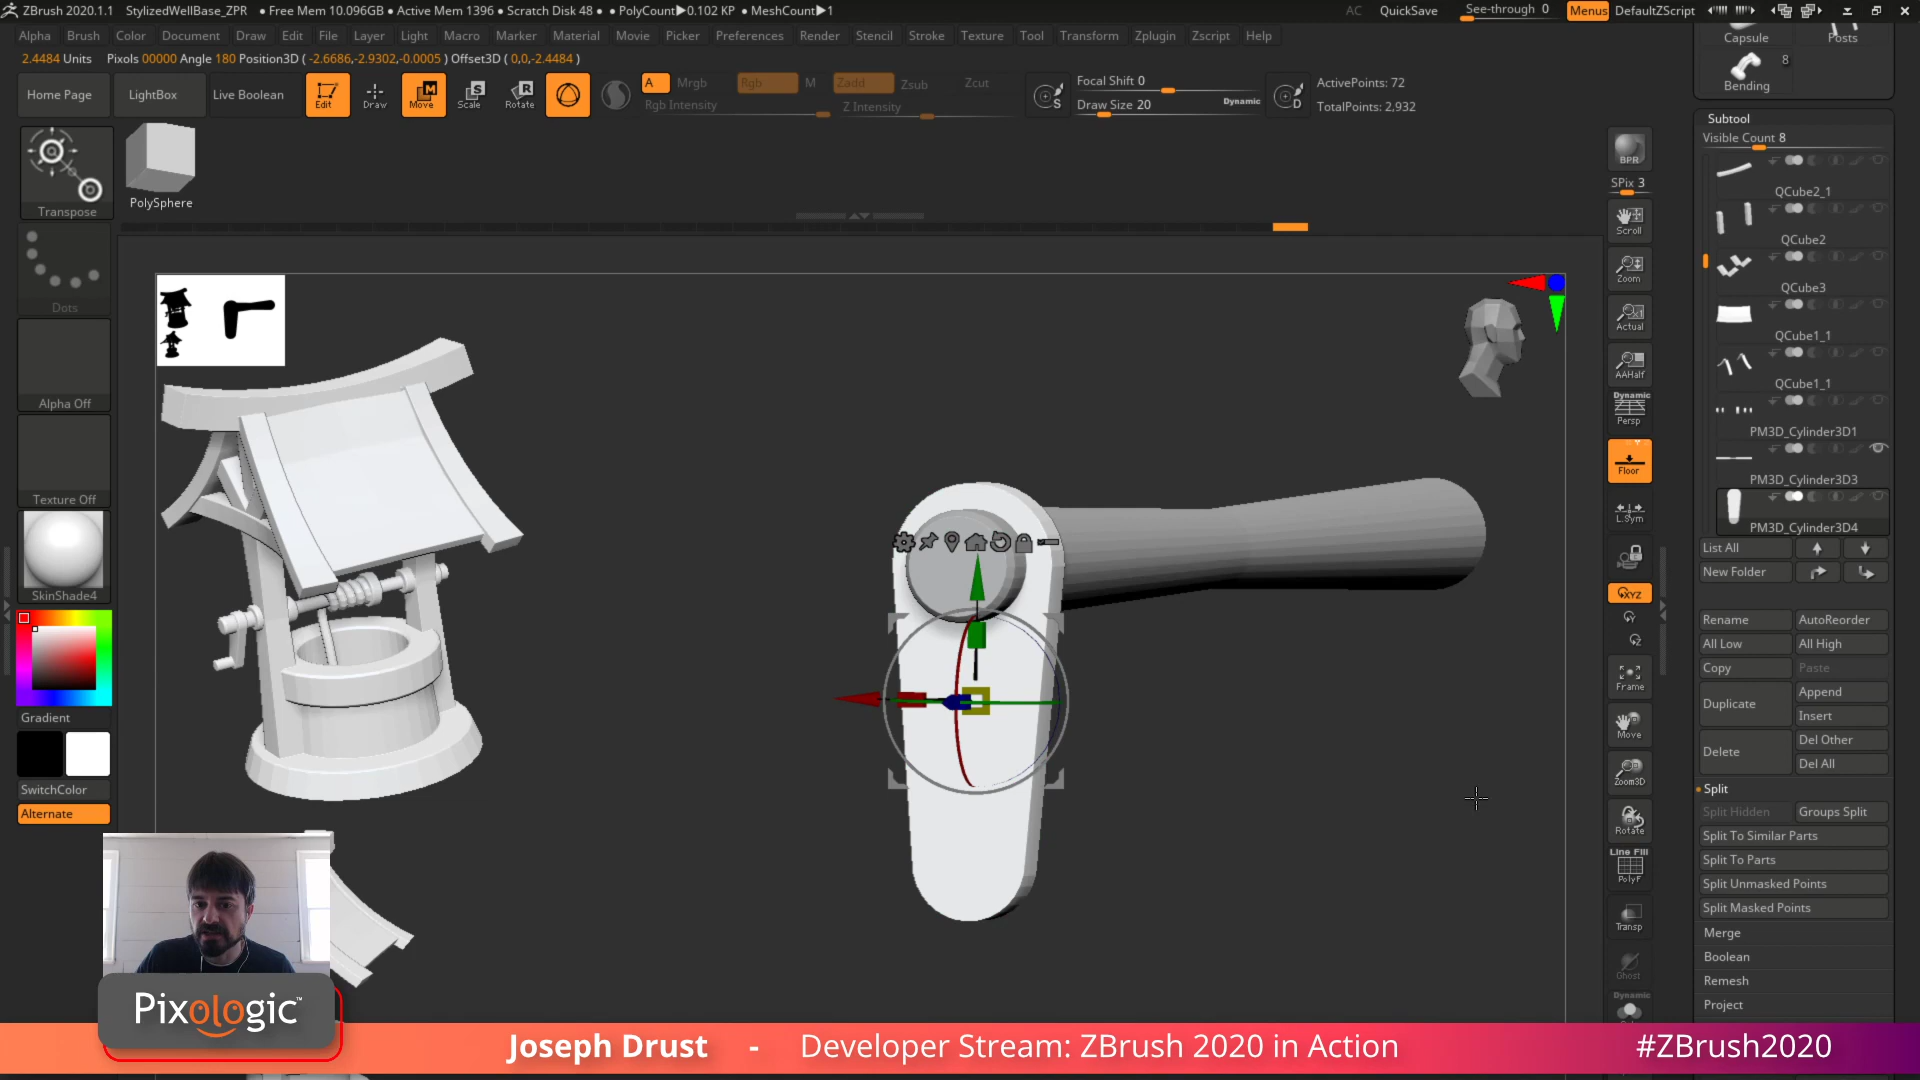 ZBrush 2020.1.1 StylizedWellBase_ZPR • Free Mem 10.096GB • Active Mem 1396 • Scratch Disk 48 • • PolyCount▶0.102 KP • MeshCount▶1 AC QuickSave See-through 0 Menus DefaultZScript
Alpha Brush Color Document Draw Edit File Layer Light Macro Marker Material Movie Picker Preferences Render Stencil Stroke Texture Tool Transform Zplugin Zscript Help
2.4484 Units Pixols 00000 Angle 180 Position3D ( -2.6686,-2.9302,-0.0005 ) Offset3D ( 0,0,-2.4484 )
Home Page LightBox Live Boolean Edit Draw Move Scale Rotate
A Mrgb Rgb M Zadd Zsub Zcut
Rgb Intensity Z Intensity
Focal Shift 0
Draw Size 20 Dynamic
S D
ActivePoints: 72
TotalPoints: 2,932
Transpose
PolySphere
Dots
Alpha Off
Texture Off
SkinShade4
Gradient
SwitchColor
Alternate
BPR
SPix 3
Scroll
Zoom
Actual
AAHalf
Dynamic
Persp
Floor
L.Sym
XYZ
Frame
Move
Zoom3D
Rotate
Line Fill
PolyF
Transp
Ghost
Dynamic
Capsule Posts
8
Bending
Subtool
Visible Count 8
QCube2_1
QCube2
QCube3
QCube1_1
QCube1_1
PM3D_Cylinder3D1
PM3D_Cylinder3D3
PM3D_Cylinder3D4
List All
New Folder
Rename AutoReorder
All Low All High
Copy Paste
Duplicate Append
Insert
Delete Del Other
Del All
Split
Split Hidden Groups Split
Split To Similar Parts
Split To Parts
Split Unmasked Points
Split Masked Points
Merge
Boolean
Remesh
Project
Pixologic™
Joseph Drust - Developer Stream: ZBrush 2020 in Action #ZBrush2020